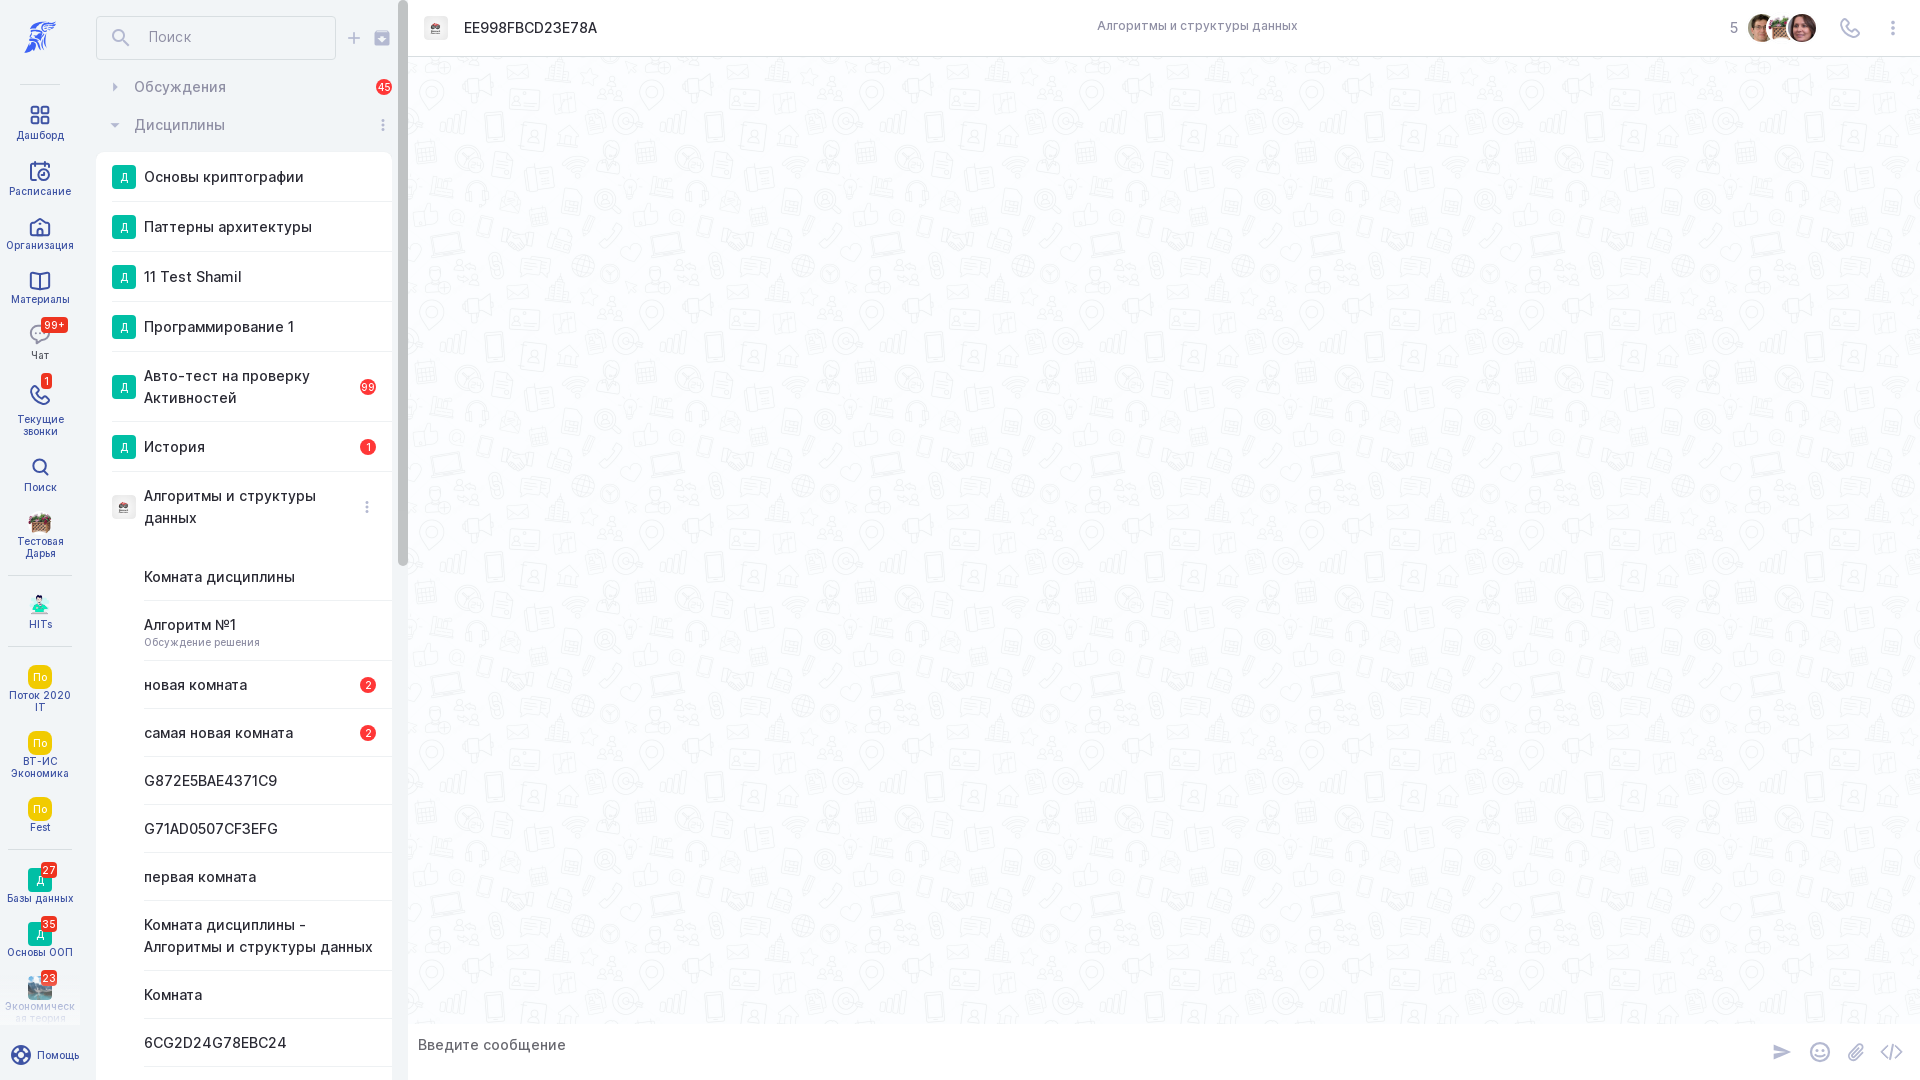 Дашборд
Расписание
Организация
Материалы
99+
Чат
1
Текущие
звонки
Поиск
Тестовая
Дарья
HITs
По
Поток 2020
IT
По
ВТ-ИС
Экономика
По
Fest
27
Д
Базы данных
35
Д
Основы ООП
23
Экономическ
ая теория
Помощь
Поиск
Обсуждения
45
Дисциплины
Д
Основы криптографии
Д
Паттерны архитектуры
Д
11 Test Shamil
Д
Программирование 1
Д
Авто-тест на проверку
Активностей
99
Д
История
1
Алгоритмы и структуры
данных
Комната дисциплины
Алгоритм №1
Обсуждение решения
новая комната
2
самая новая комната
2
G872E5BAE4371C9
G71AD0507CF3EFG
первая комната
Комната дисциплины -
Алгоритмы и структуры данных
Комната
6CG2D24G78EBC24
EE998FBCD23E78A
Алгоритмы и структуры данных
5
Введите сообщение